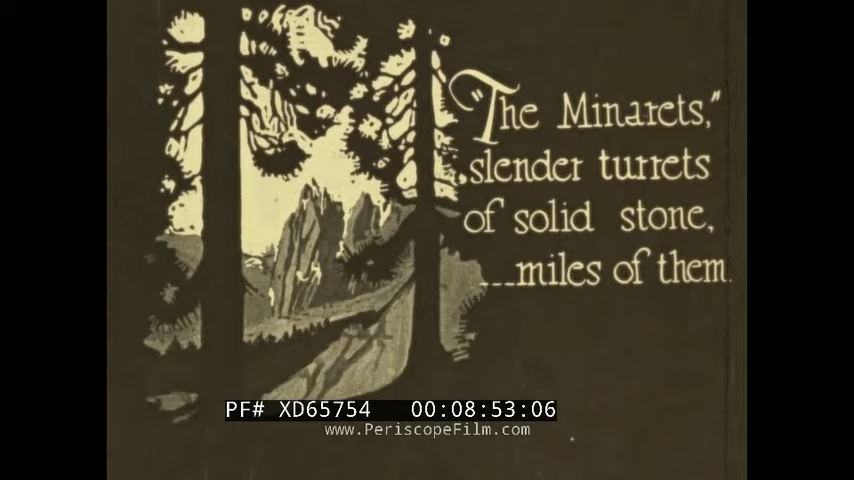 "The Minarets,"
slender turrets
of solid stone,
...miles of them.
PF# XD65754 00:08:53:06
www.PeriscopeFilm.com